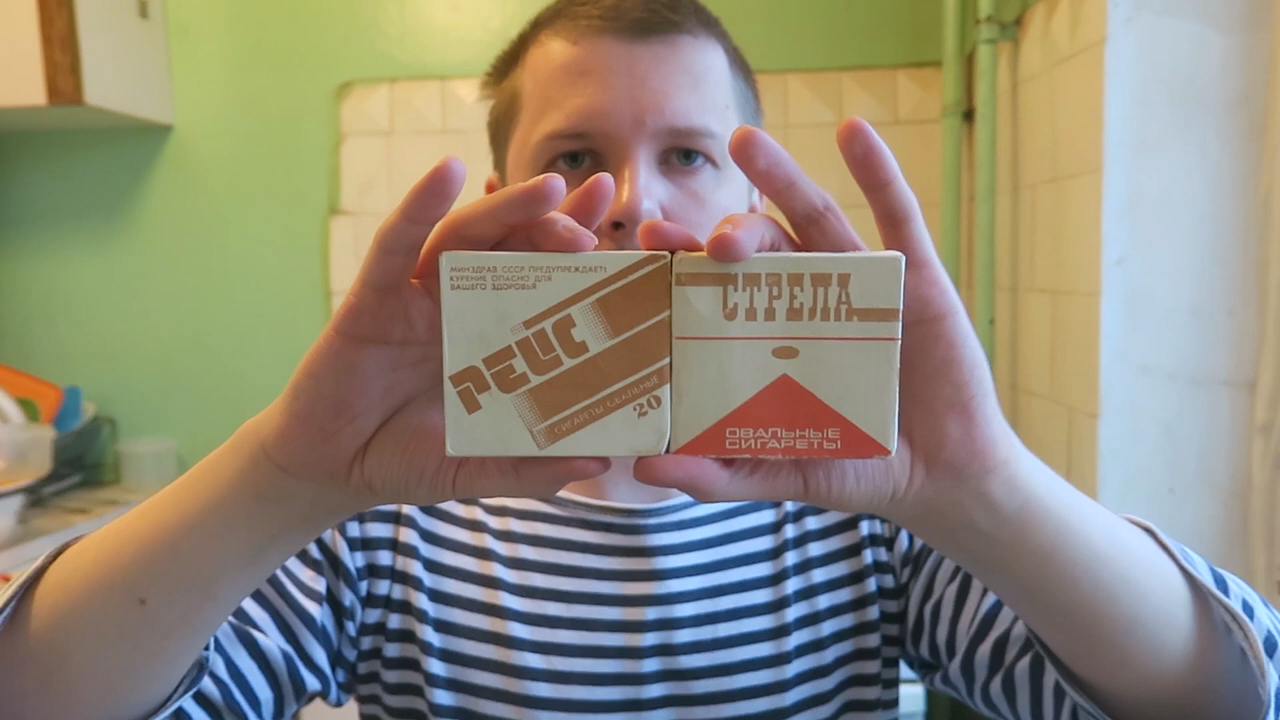 МИНЗДРАВ СССР ПРЕДУПРЕЖДАЕТ:
КУРЕНИЕ ОПАСНО ДЛЯ
ВАШЕГО ЗДОРОВЬЯ
РЕЙС
СИГАРЕТЫ ОВАЛЬНЫЕ
20
СТРЕЛА
ОВАЛЬНЫЕ
СИГАРЕТЫ